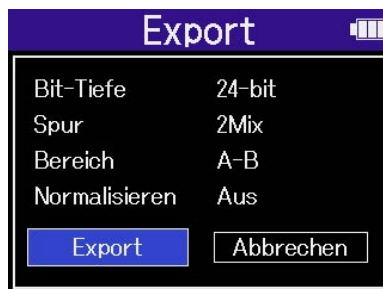 Export
Bit-Tiefe 24-bit
Spur 2Mix
Bereich A-B
Normalisieren Aus
Export Abbrechen